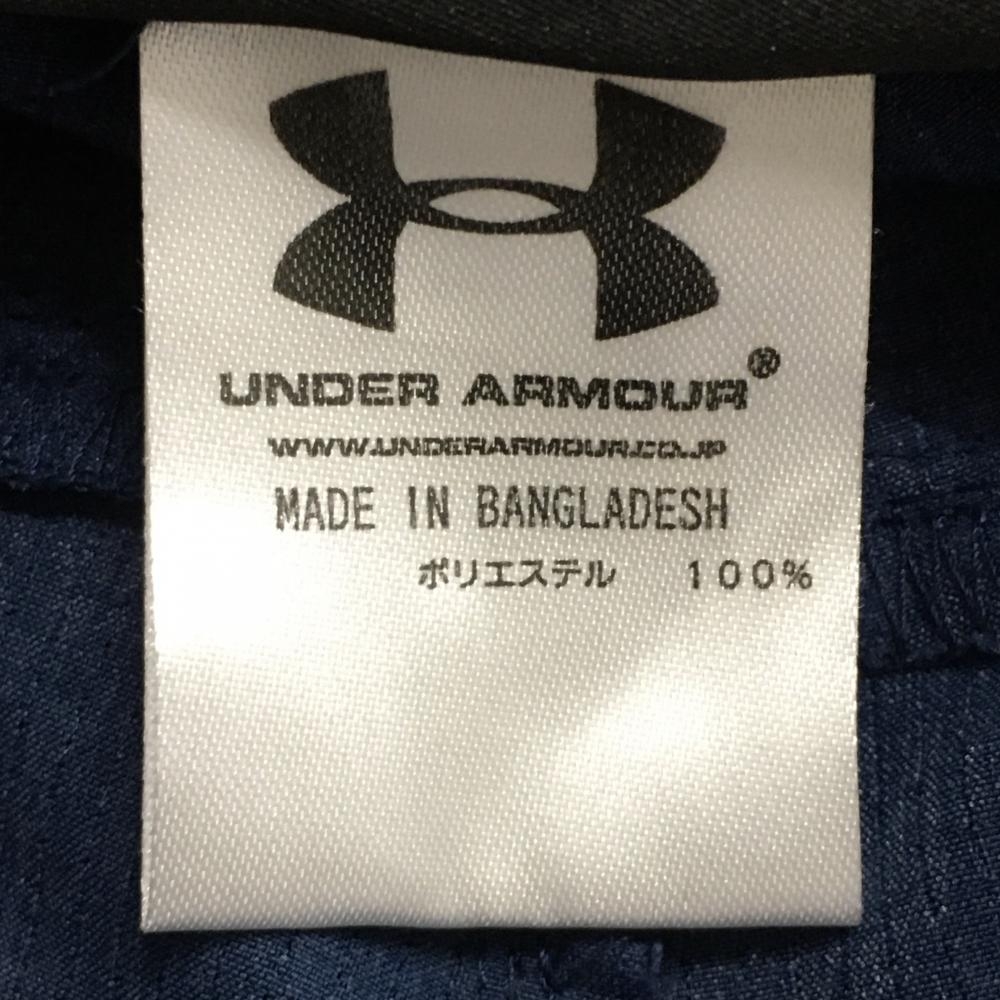 UNDER ARMOUR®
WWW.UNDERARMOUR.CO.JP
MADE IN BANGLADESH
ポリエステル　１００％